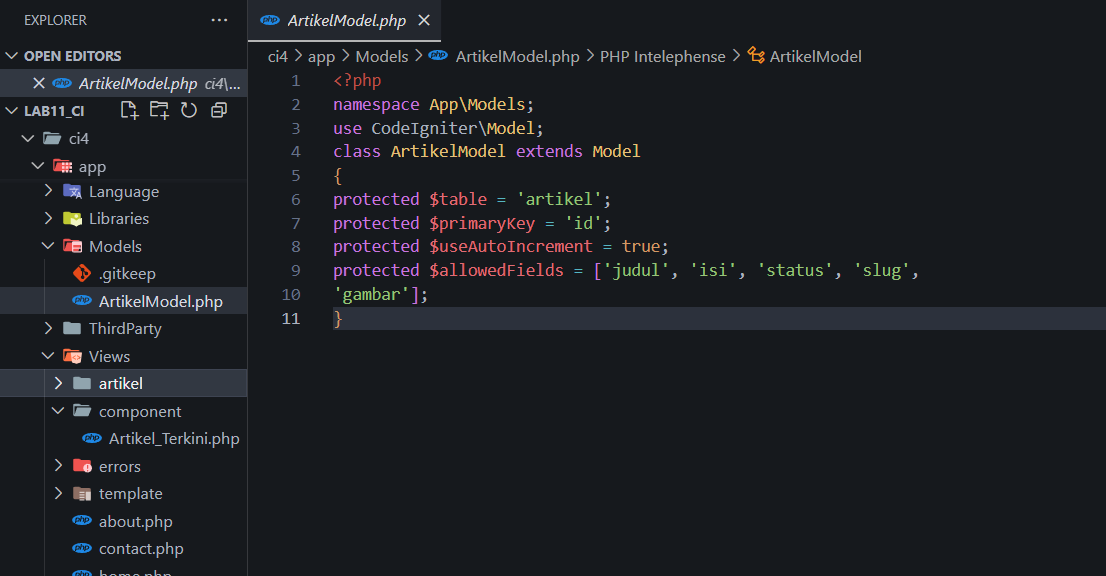 EXPLORER
ArtikelModel.php
OPEN EDITORS
ArtikelModel.php ci4\...
LAB11_CI
ci4
app
Language
Libraries
Models
.gitkeep
ArtikelModel.php
ThirdParty
Views
artikel
component
Artikel_Terkini.php
errors
template
about.php
contact.php
home.php
ci4 > app > Models > ArtikelModel.php > PHP Intelephense > ArtikelModel
1 <?php
2 namespace App\Models;
3 use CodeIgniter\Model;
4 class ArtikelModel extends Model
5 {
6 protected $table = 'artikel';
7 protected $primaryKey = 'id';
8 protected $useAutoIncrement = true;
9 protected $allowedFields = ['judul', 'isi', 'status', 'slug',
10 'gambar'];
11 }